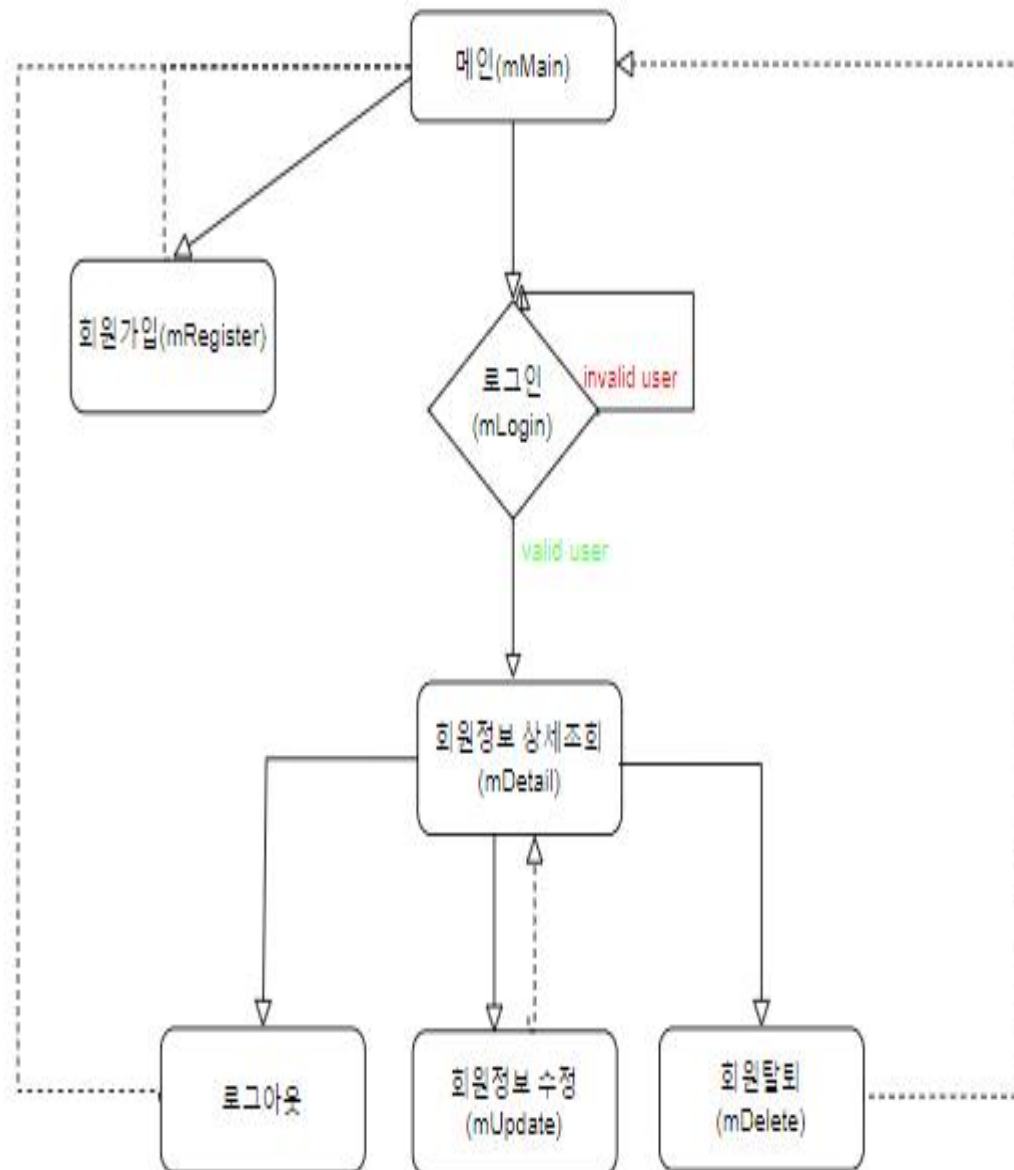 메인(mMain)
회원가입(mRegister)
로그인
(mLogin)
invalid user
valid user
회원정보 상세조회
(mDetail)
로그아웃
회원정보 수정
(mUpdate)
회원탈퇴
(mDelete)